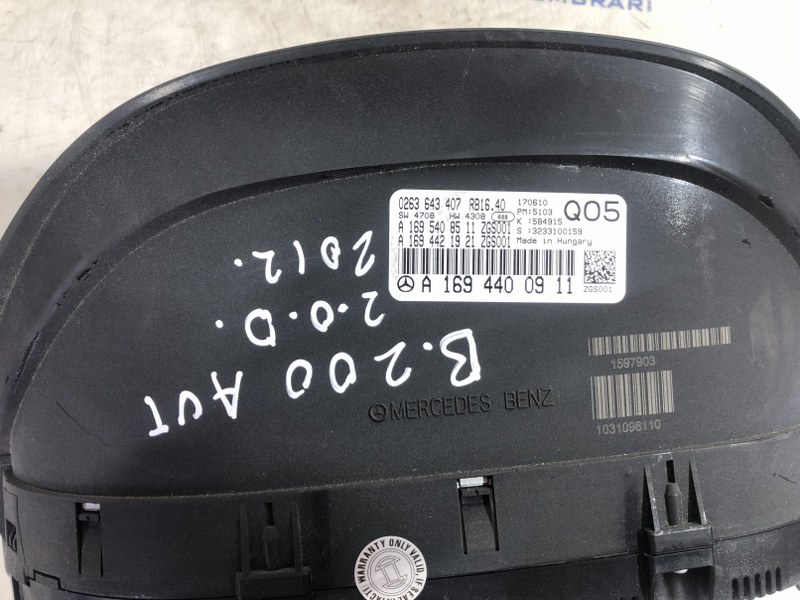 0263 643 407 RB16.40 170610
SW 4708 HW 4308 PM:5103 Q05
K :584915
A 169 540 85 11 ZGS001 S :3233100159
A 169 442 19 21 ZGS001 Made in Hungary
A 169 440 09 11 ZGS001
2012.
2.0.D.
B.200 AUT
1597903
MERCEDES BENZ
1031096110
WARRANTY ONLY VALID,